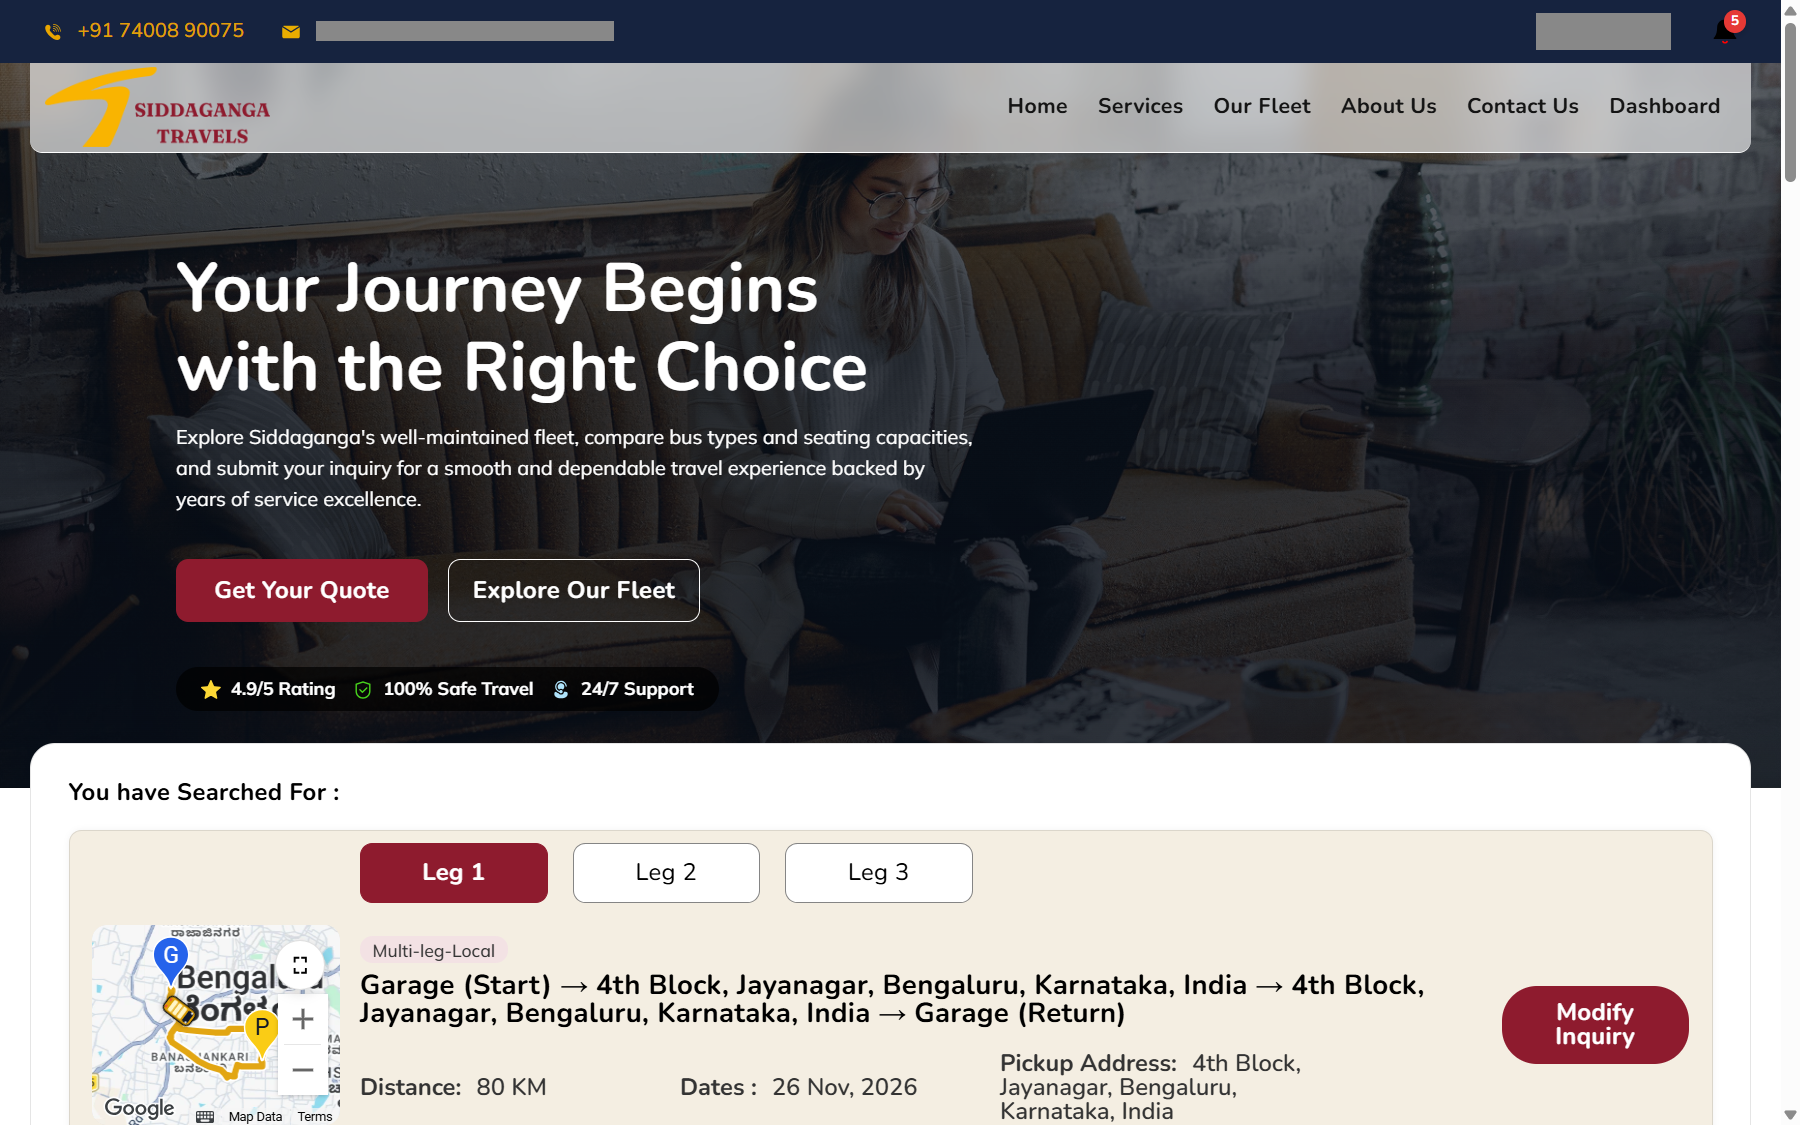 +91 74008 90075
5
SIDDAGANGA
TRAVELS
Home Services Our Fleet About Us Contact Us Dashboard
Your Journey Begins
with the Right Choice
Explore Siddaganga's well-maintained fleet, compare bus types and seating capacities,
and submit your inquiry for a smooth and dependable travel experience backed by
years of service excellence.
Get Your Quote Explore Our Fleet
4.9/5 Rating 100% Safe Travel 24/7 Support
You have Searched For :
Leg 1 Leg 2 Leg 3
ರಾಜಾಜಿನಗರ
G
P
BANASHANKARI
Google
Map Data Terms
Multi-leg-Local
Garage (Start) → 4th Block, Jayanagar, Bengaluru, Karnataka, India → 4th Block,
Jayanagar, Bengaluru, Karnataka, India → Garage (Return)
Distance: 80 KM
Dates : 26 Nov, 2026
Pickup Address: 4th Block,
Jayanagar, Bengaluru,
Karnataka, India
Modify
Inquiry